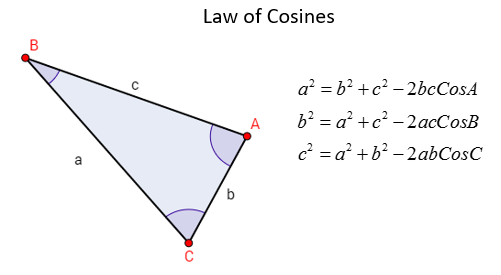 Law of Cosines
B
c
A
a
b
C
a² = b² + c² − 2bcCosA
b² = a² + c² − 2acCosB
c² = a² + b² − 2abCosC